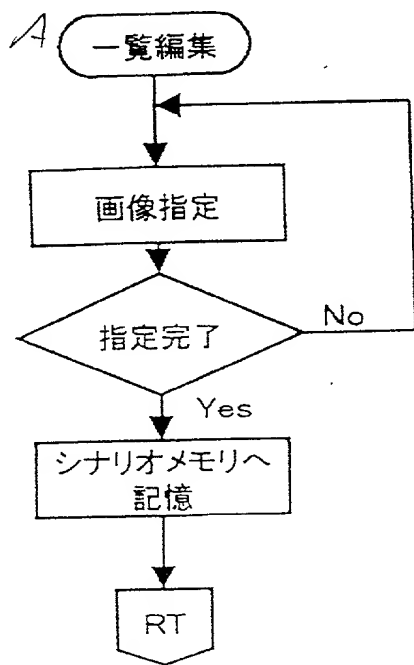 A
一覧編集
画像指定
指定完了
No
Yes
シナリオメモリへ
記憶
RT